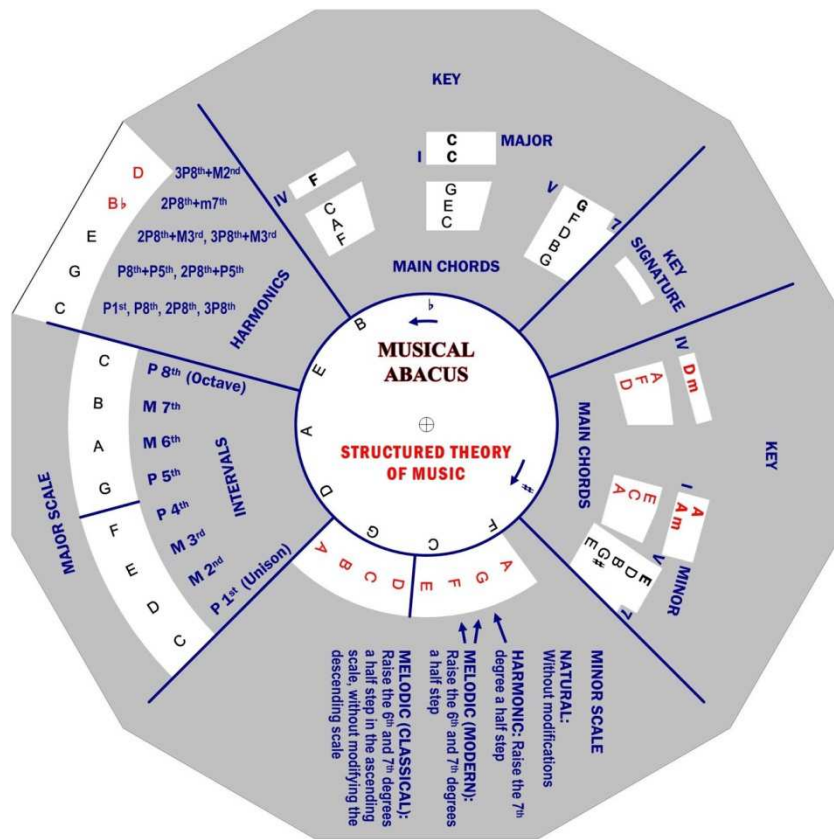 KEY
MAJOR
I
C
C
G
E
C
IV
F
C
A
F
V
7
G
F
D
B
G
MAIN CHORDS
KEY
SIGNATURE
KEY
MINOR
IV
D m
A
F
D
MAIN CHORDS
I
A
A m
E
C
A
V
7
E
D
B
G#
E
D 3P8th+M2nd
B♭ 2P8th+m7th
E 2P8th+M3rd, 3P8th+M3rd
G P8th+P5th, 2P8th+P5th
C P1st, P8th, 2P8th, 3P8th
HARMONICS
MAJOR SCALE
INTERVALS
C P 8th (Octave)
B M 7th
A M 6th
G P 5th
F P 4th
E M 3rd
D M 2nd
C P 1st (Unison)
♭
MUSICAL
ABACUS
STRUCTURED THEORY
OF MUSIC
#
B E A D G C F
A B C D E F G A
MINOR SCALE
NATURAL:
Without modifications
HARMONIC: Raise the 7th
degree a half step
MELODIC (MODERN):
Raise the 6th and 7th degrees
a half step
MELODIC (CLASSICAL):
Raise the 6th and 7th degrees
a half step in the ascending
scale, without modifying the
descending scale